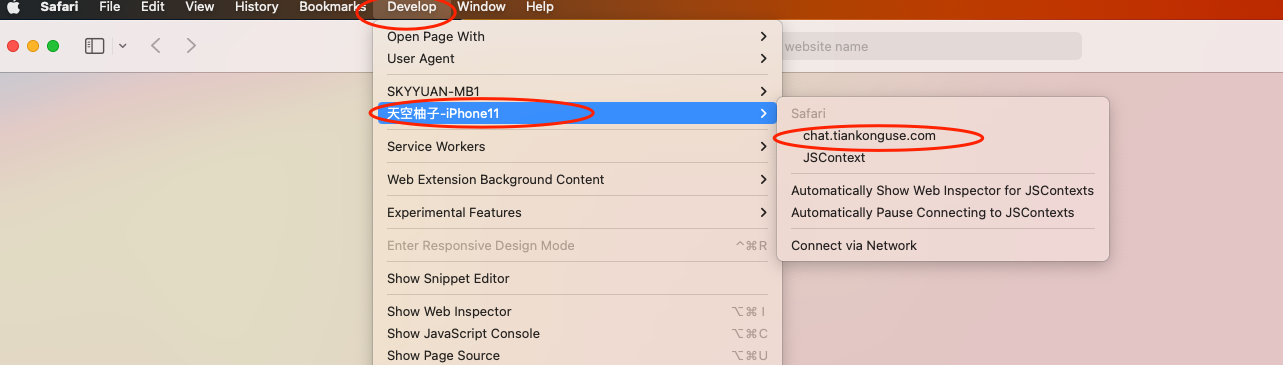 Safari File Edit View History Bookmarks Develop Window Help
website name
Open Page With
User Agent
SKYYUAN-MB1
天空柚子-iPhone11
Service Workers
Web Extension Background Content
Experimental Features
Enter Responsive Design Mode ^⌘R
Show Snippet Editor
Show Web Inspector ⌥⌘I
Show JavaScript Console ⌥⌘C
Show Page Source ⌥⌘U
Safari
chat.tiankonguse.com
JSContext
Automatically Show Web Inspector for JSContexts
Automatically Pause Connecting to JSContexts
Connect via Network